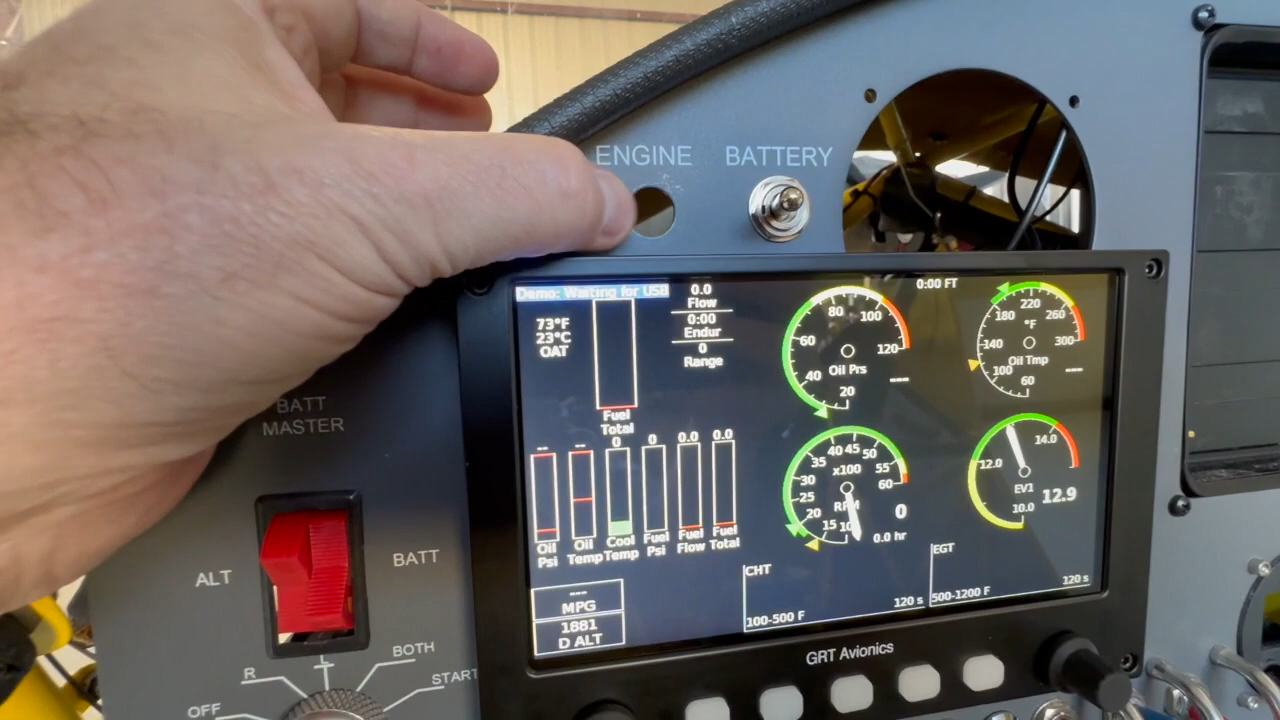 ENGINE BATTERY
Demo: Waiting for USB
73°F
23°C
OAT
Fuel
Total
0.0
Flow
0:00
Endur
0
Range
80 100
60 120
40 20
Oil Prs
---
0:00 FT
220
180 260
°F
140 300
Oil Tmp
100 60
---
-- -- 0 0 0.0 0.0
Oil
Psi
Oil
Temp
Cool
Temp
Fuel
Psi
Fuel
Flow
Fuel
Total
40 45
35 50
x100
30 55
25 60
RPM
20
15 10
0
0.0 hr
14.0
12.0
EV1
10.0
12.9
---
MPG
1881
D ALT
CHT
100-500 F
120 s
EGT
500-1200 F
120 s
GRT Avionics
BATT
MASTER
ALT
BATT
OFF
R
L
BOTH
START